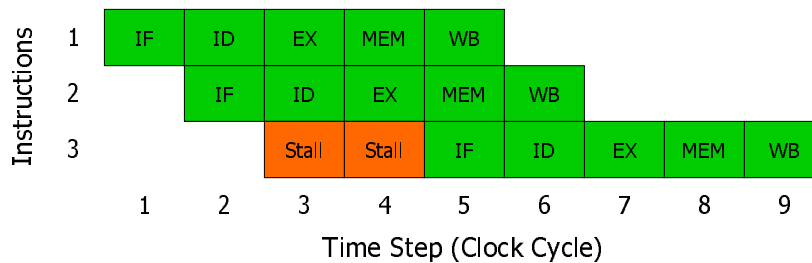 1 IF ID EX MEM WB
2 IF ID EX MEM WB
3 Stall Stall IF ID EX MEM WB
Instructions
1 2 3 4 5 6 7 8 9
Time Step (Clock Cycle)